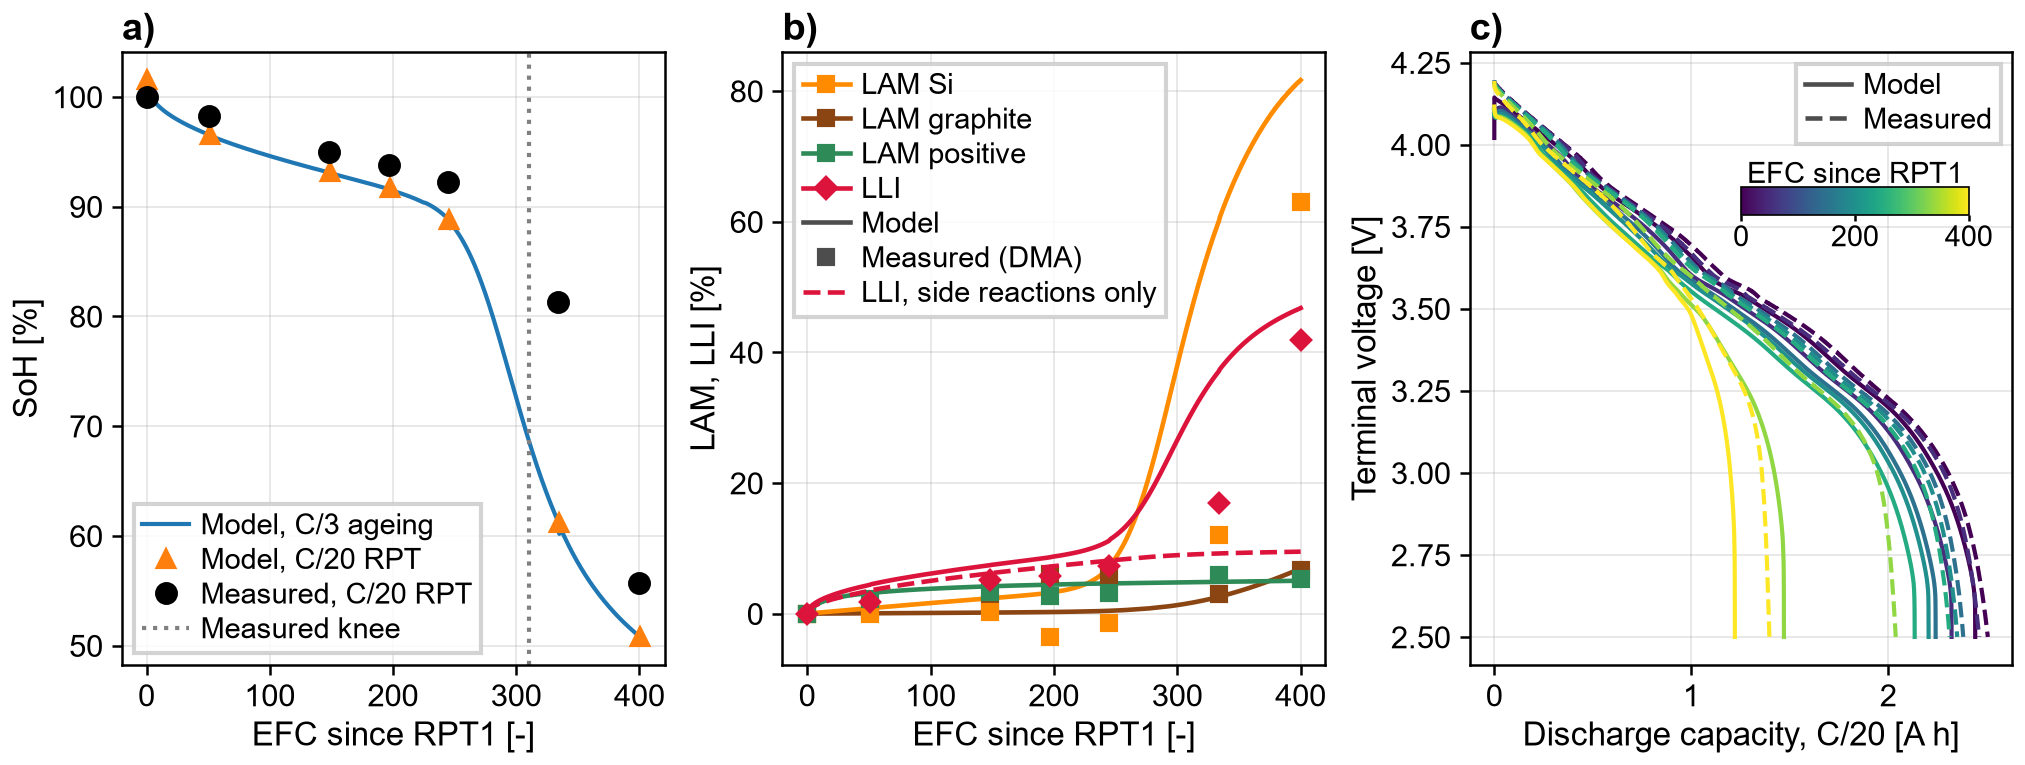 a)
100
90
80
70
60
50
SoH [%]
Model, C/3 ageing
Model, C/20 RPT
Measured, C/20 RPT
Measured knee
0
100
200
300
400
EFC since RPT1 [-]
b)
80
60
40
20
0
LAM, LLI [%]
LAM Si
LAM graphite
LAM positive
LLI
Model
Measured (DMA)
LLI, side reactions only
0
100
200
300
400
EFC since RPT1 [-]
c)
4.25
4.00
3.75
3.50
3.25
3.00
2.75
2.50
Terminal voltage [V]
Model
Measured
EFC since RPT1
0
200
400
0
1
2
Discharge capacity, C/20 [A h]